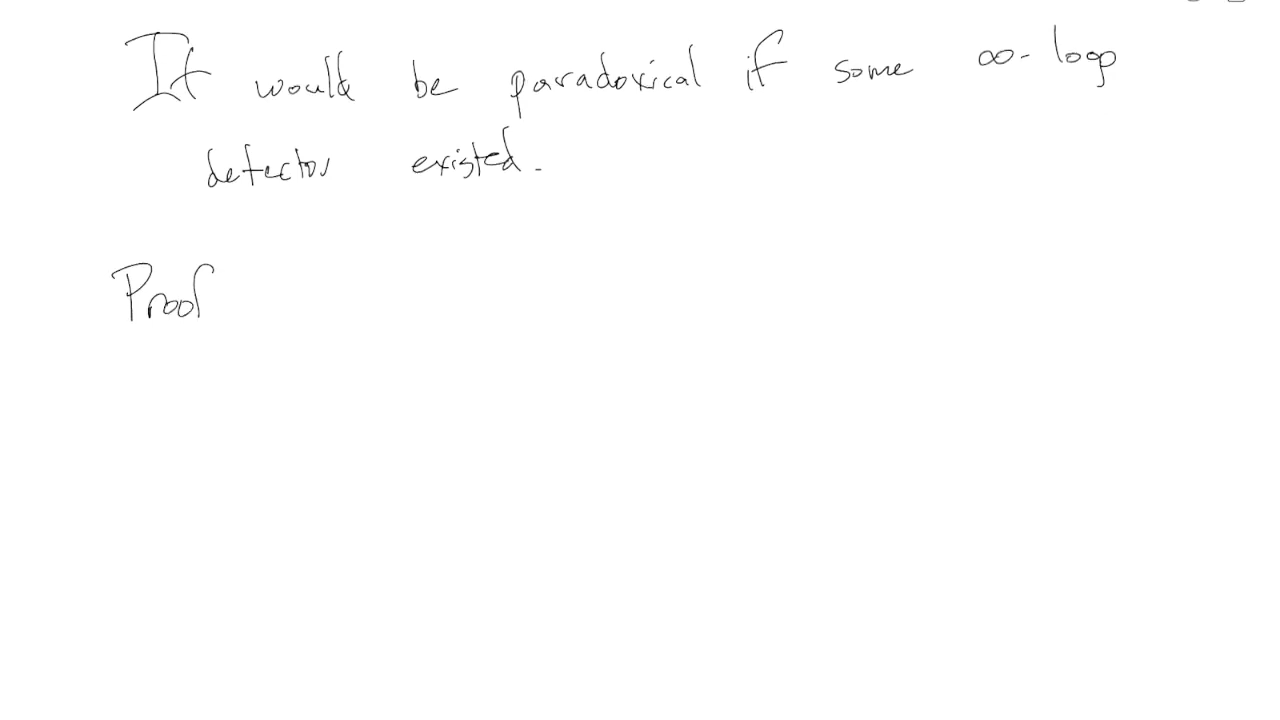 It would be paradoxical if some ∞-loop
detector existed.
Proof